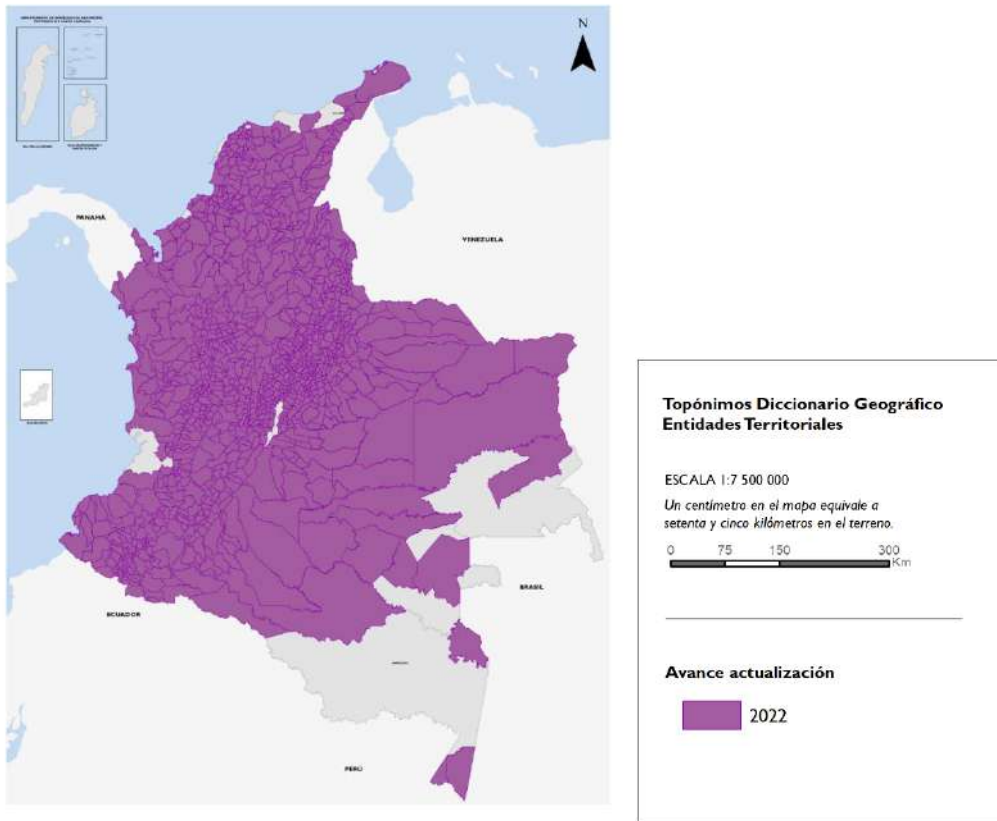 N
PANAMÁ
VENEZUELA
BRASIL
ECUADOR
PERÚ
Topónimos Diccionario Geográfico
Entidades Territoriales
ESCALA 1:7 500 000
Un centímetro en el mapa equivale a
setenta y cinco kilómetros en el terreno.
0 75 150 300
Km
Avance actualización
2022